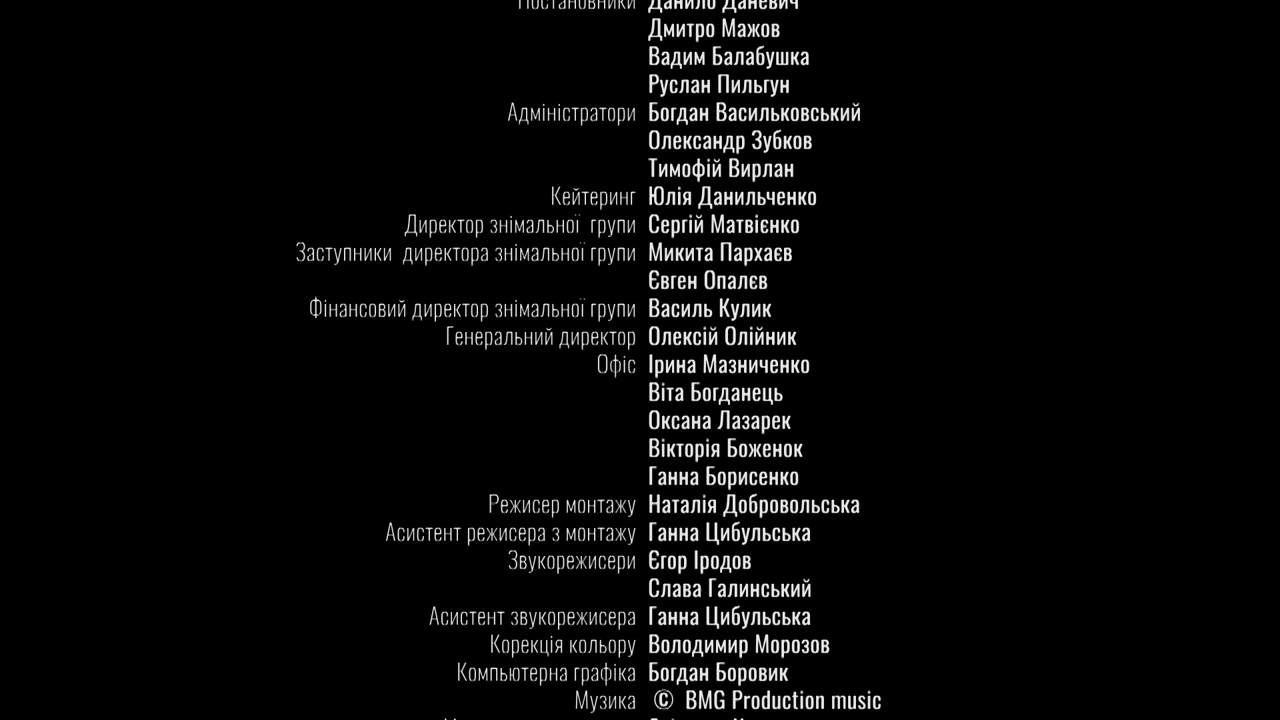 Постановники Данило Даневич
Дмитро Мажов
Вадим Балабушка
Руслан Пильгун
Адміністратори Богдан Васильковський
Олександр Зубков
Тимофій Вирлан
Кейтеринг Юлія Данильченко
Директор знімальної групи Сергій Матвієнко
Заступники директора знімальної групи Микита Пархаєв
Євген Опалєв
Фінансовий директор знімальної групи Василь Кулик
Генеральний директор Олексій Олійник
Офіс Ірина Мазниченко
Віта Богданець
Оксана Лазарек
Вікторія Боженок
Ганна Борисенко
Режисер монтажу Наталія Добровольська
Асистент режисера з монтажу Ганна Цибульська
Звукорежисери Єгор Іродов
Слава Галинський
Асистент звукорежисера Ганна Цибульська
Корекція кольору Володимир Морозов
Компьютерна графіка Богдан Боровик
Музика © BMG Production music